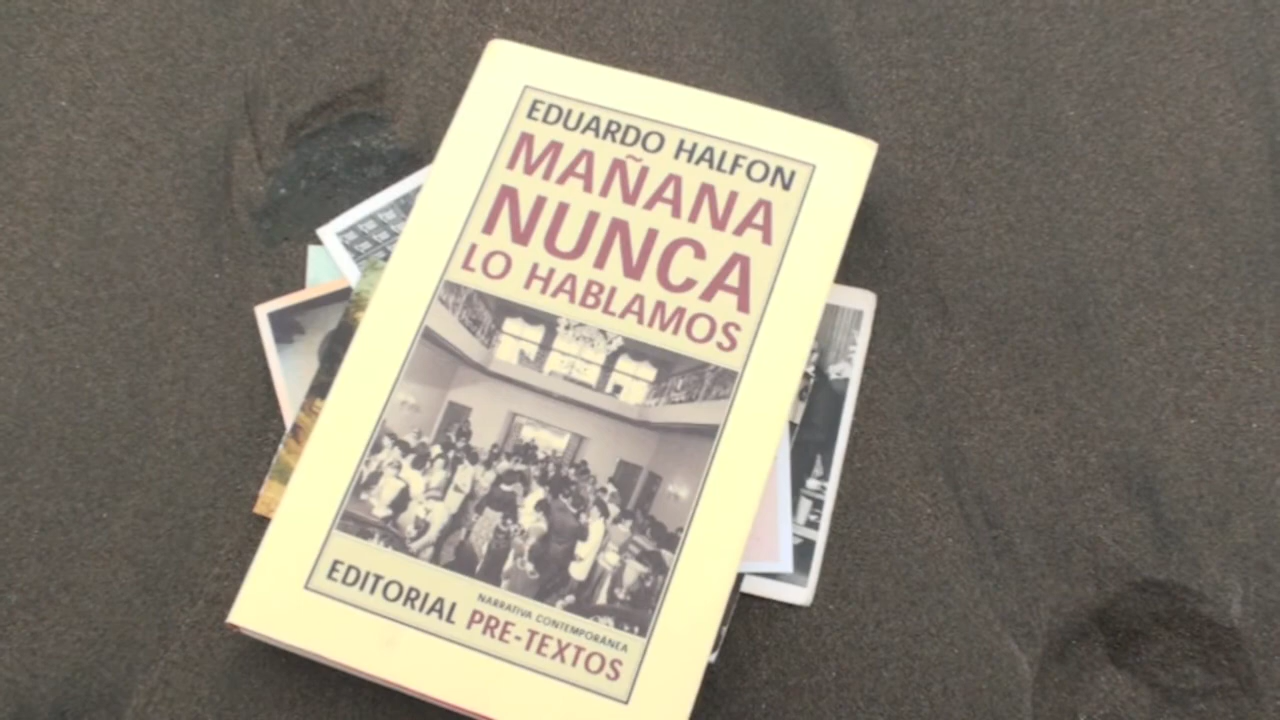 EDUARDO HALFON
MAÑANA
NUNCA
LO HABLAMOS
NARRATIVA CONTEMPORÁNEA
EDITORIAL PRE-TEXTOS